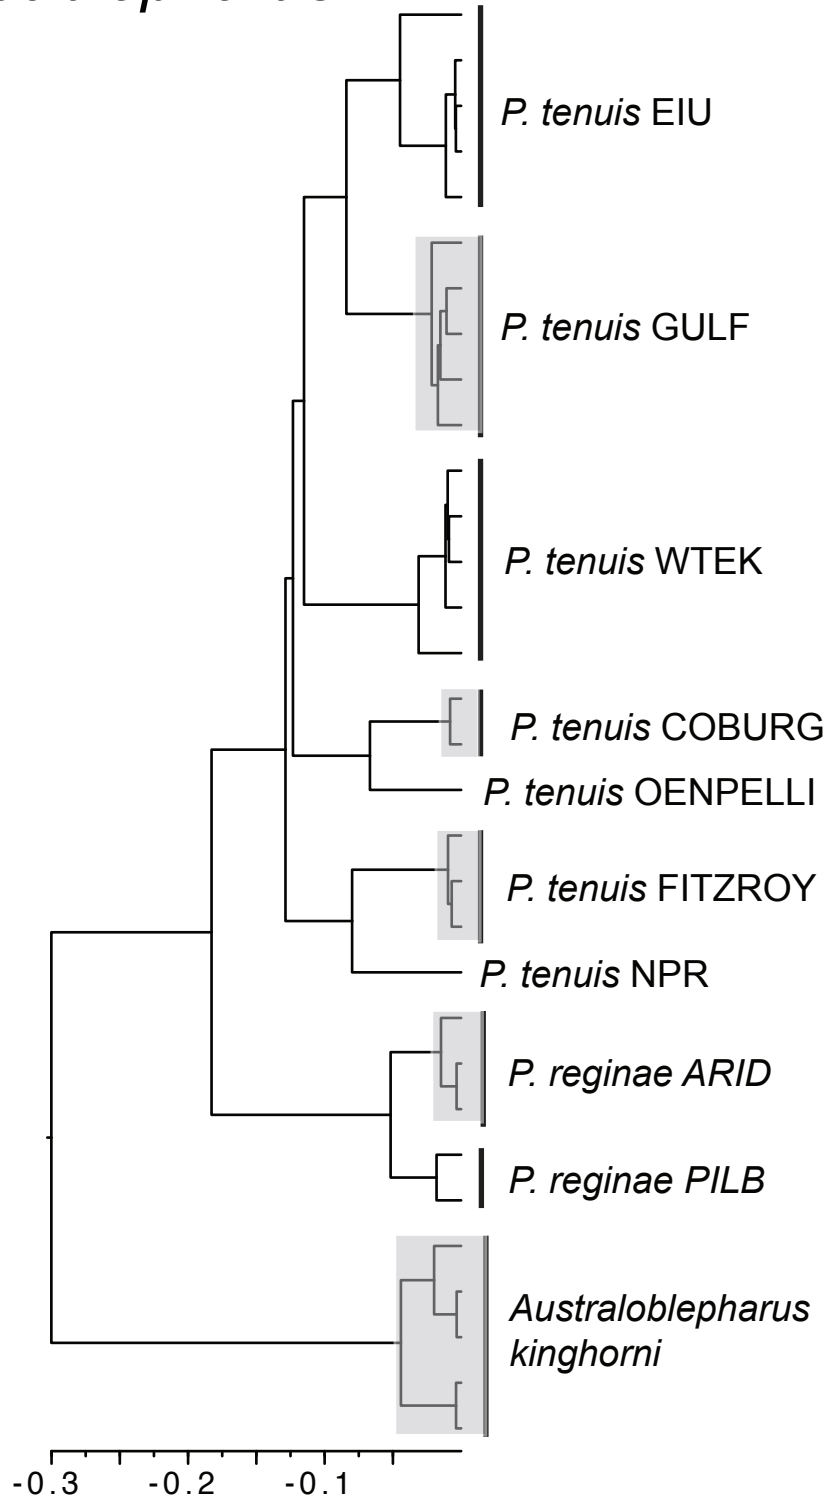 P. tenuis EIU
P. tenuis GULF
P. tenuis WTEK
P. tenuis COBURG
P. tenuis OENPELLI
P. tenuis FITZROY
P. tenuis NPR
P. reginae ARID
P. reginae PILB
Australoblepharus
kinghorni
-0.3 -0.2 -0.1